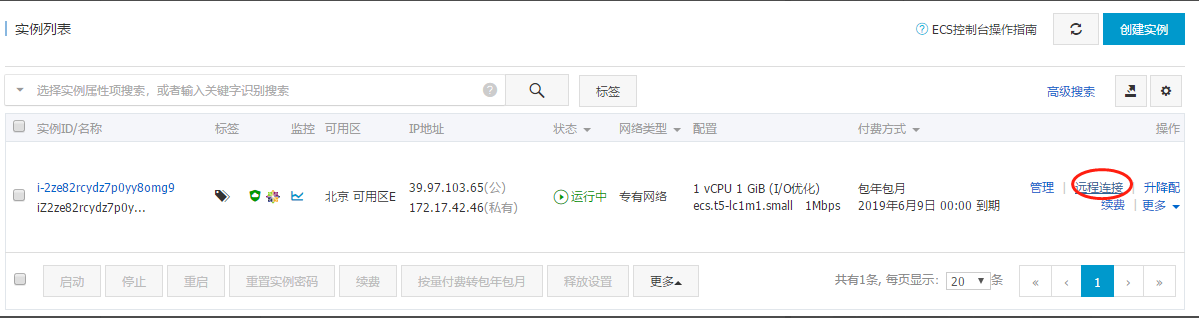 实例列表
ECS控制台操作指南
创建实例
选择实例属性项搜索，或者输入关键字识别搜索
标签
高级搜索
实例ID/名称 标签 监控 可用区 IP地址 状态 网络类型 配置 付费方式 操作
i-2ze82rcydz7p0yy8omg9
iZ2ze82rcydz7p0y...
北京 可用区E
39.97.103.65(公)
172.17.42.46(私有)
运行中
专有网络
1 vCPU 1 GiB (I/O优化)
ecs.t5-lc1m1.small 1Mbps
包年包月
2019年6月9日 00:00 到期
管理 | 远程连接 | 升降配
续费 | 更多
启动 停止 重启 重置实例密码 续费 按量付费转包年包月 释放设置 更多
共有1条, 每页显示: 20 条
« ‹ 1 › »